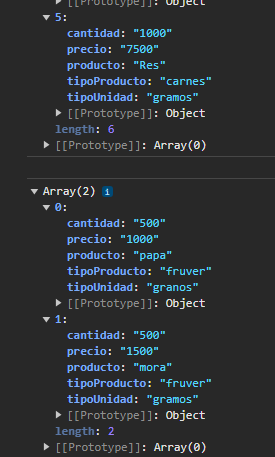 [[Prototype]]: Object
5:
cantidad: "1000"
precio: "7500"
producto: "Res"
tipoProducto: "carnes"
tipoUnidad: "gramos"
[[Prototype]]: Object
length: 6
[[Prototype]]: Array(0)
Array(2) i
0:
cantidad: "500"
precio: "1000"
producto: "papa"
tipoProducto: "fruver"
tipoUnidad: "granos"
[[Prototype]]: Object
1:
cantidad: "500"
precio: "1500"
producto: "mora"
tipoProducto: "fruver"
tipoUnidad: "gramos"
[[Prototype]]: Object
length: 2
[[Prototype]]: Array(0)